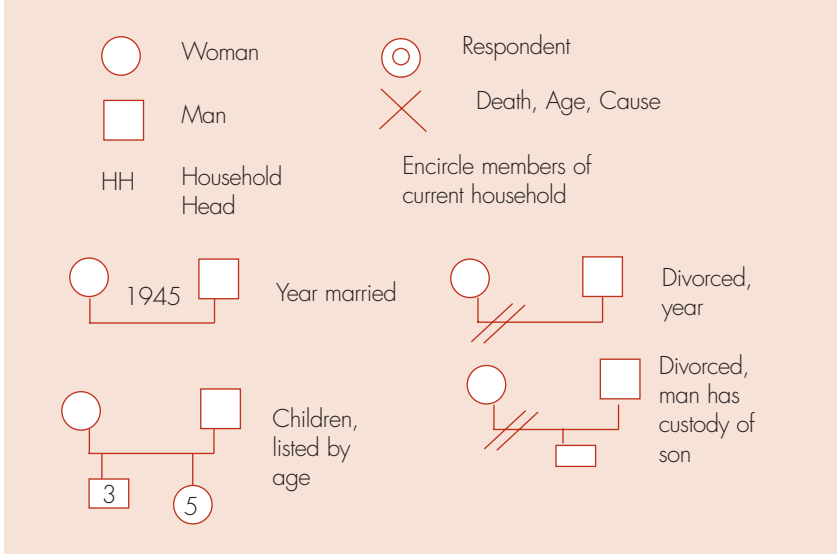 Woman
Respondent
Man
Death, Age, Cause
HH
Household
Head
Encircle members of
current household
1945
Year married
Divorced,
year
Children,
listed by
age
3
5
Divorced,
man has
custody of
son